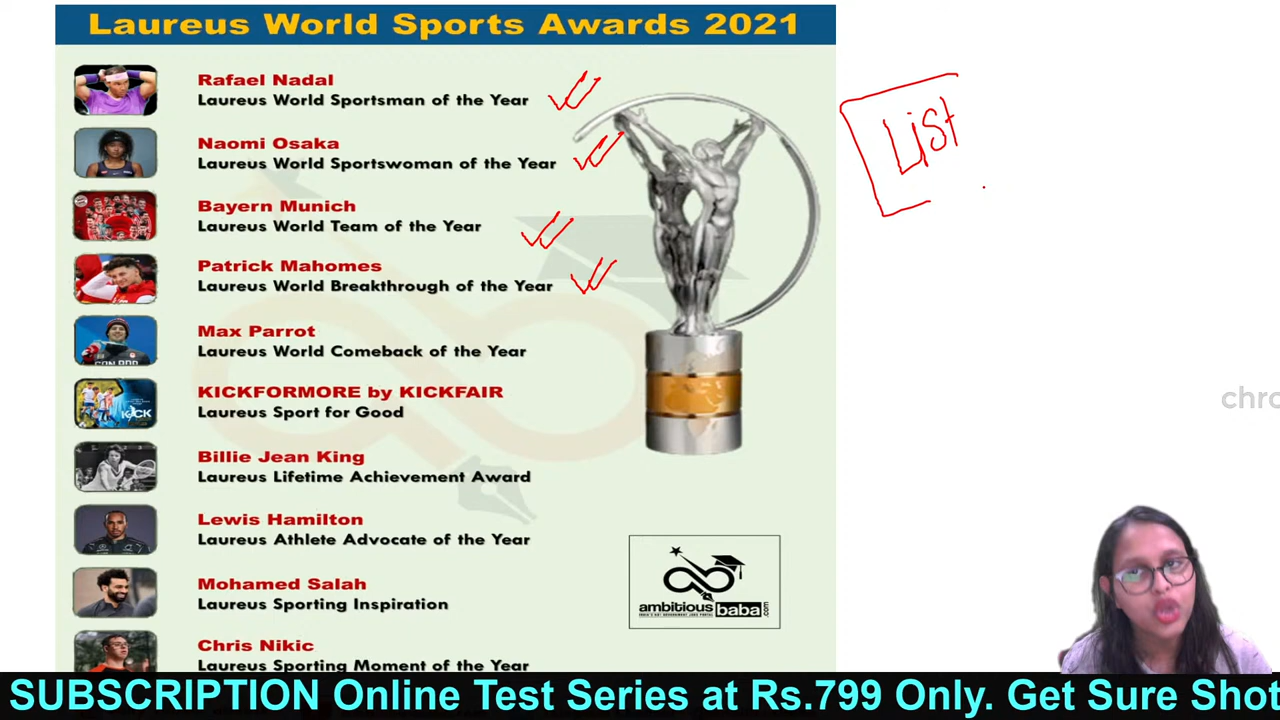 Laureus World Sports Awards 2021
Rafael Nadal
Laureus World Sportsman of the Year
Naomi Osaka
Laureus World Sportswoman of the Year
Bayern Munich
Laureus World Team of the Year
Patrick Mahomes
Laureus World Breakthrough of the Year
Max Parrot
Laureus World Comeback of the Year
KICKFORMORE by KICKFAIR
Laureus Sport for Good
Billie Jean King
Laureus Lifetime Achievement Award
Lewis Hamilton
Laureus Athlete Advocate of the Year
Mohamed Salah
Laureus Sporting Inspiration
Chris Nikic
Laureus Sporting Moment of the Year
List
chro
ambitiousbaba.com
SUBSCRIPTION Online Test Series at Rs.799 Only. Get Sure Shot